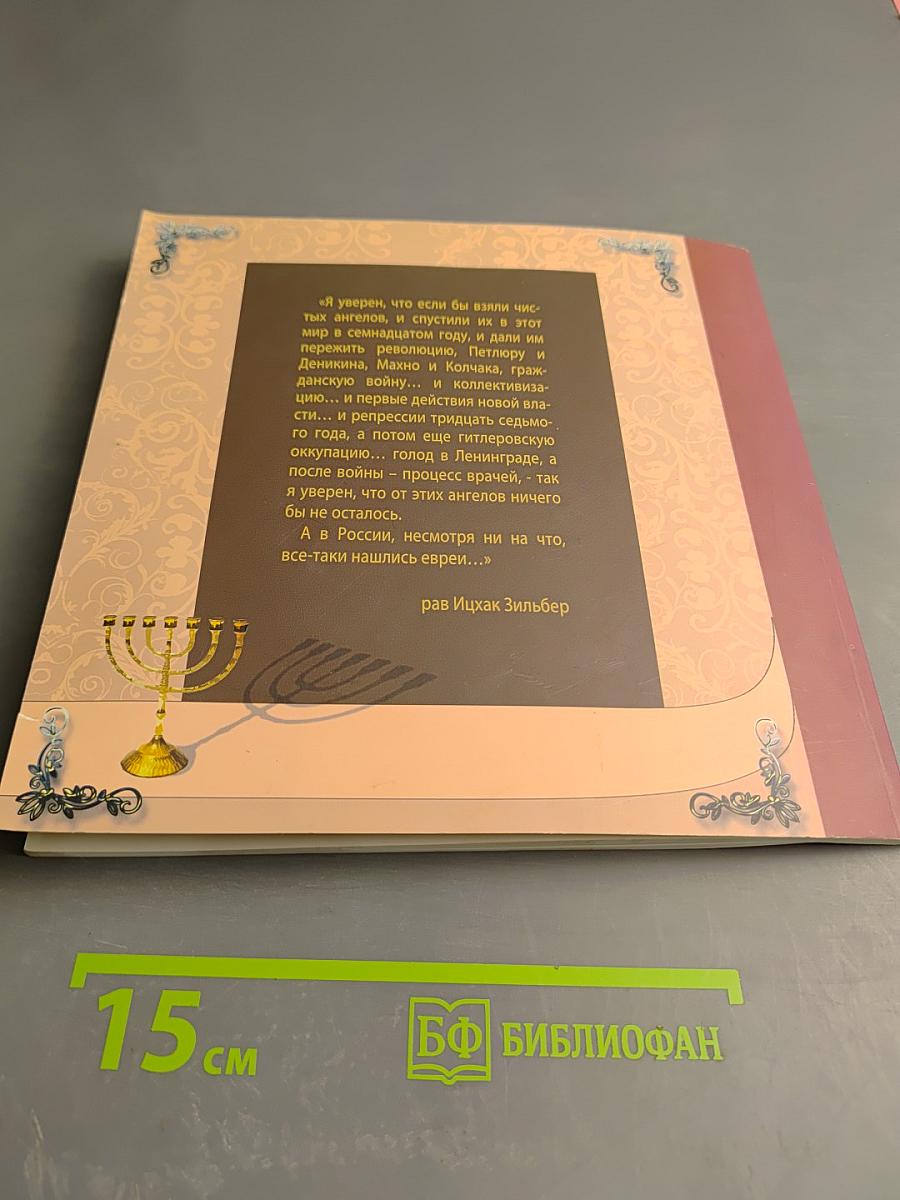 «Я уверен, что если бы взяли чис-
тых ангелов, и спустили их в этот
мир в семнадцатом году, и дали им
пережить революцию, Петлюру и
Деникина, Махно и Колчака, граж-
данскую войну... и коллективиза-
цию... и первые действия новой вла-
сти... и репрессии тридцать седьмо-
го года, а потом еще гитлеровскую
оккупацию... голод в Ленинграде, а
после войны – процесс врачей, - так
я уверен, что от этих ангелов ничего
бы не осталось.
А в России, несмотря ни на что,
все-таки нашлись евреи...»
рав Ицхак Зильбер
15 см
БФ БИБЛИОФАН